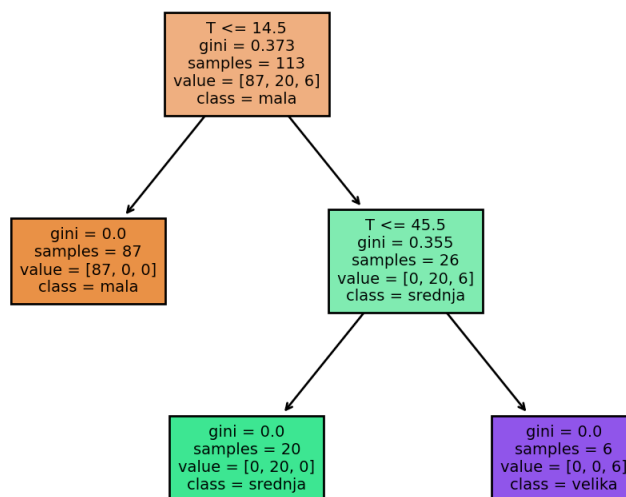 T <= 14.5
gini = 0.373
samples = 113
value = [87, 20, 6]
class = mala
gini = 0.0
samples = 87
value = [87, 0, 0]
class = mala
T <= 45.5
gini = 0.355
samples = 26
value = [0, 20, 6]
class = srednja
gini = 0.0
samples = 20
value = [0, 20, 0]
class = srednja
gini = 0.0
samples = 6
value = [0, 0, 6]
class = velika